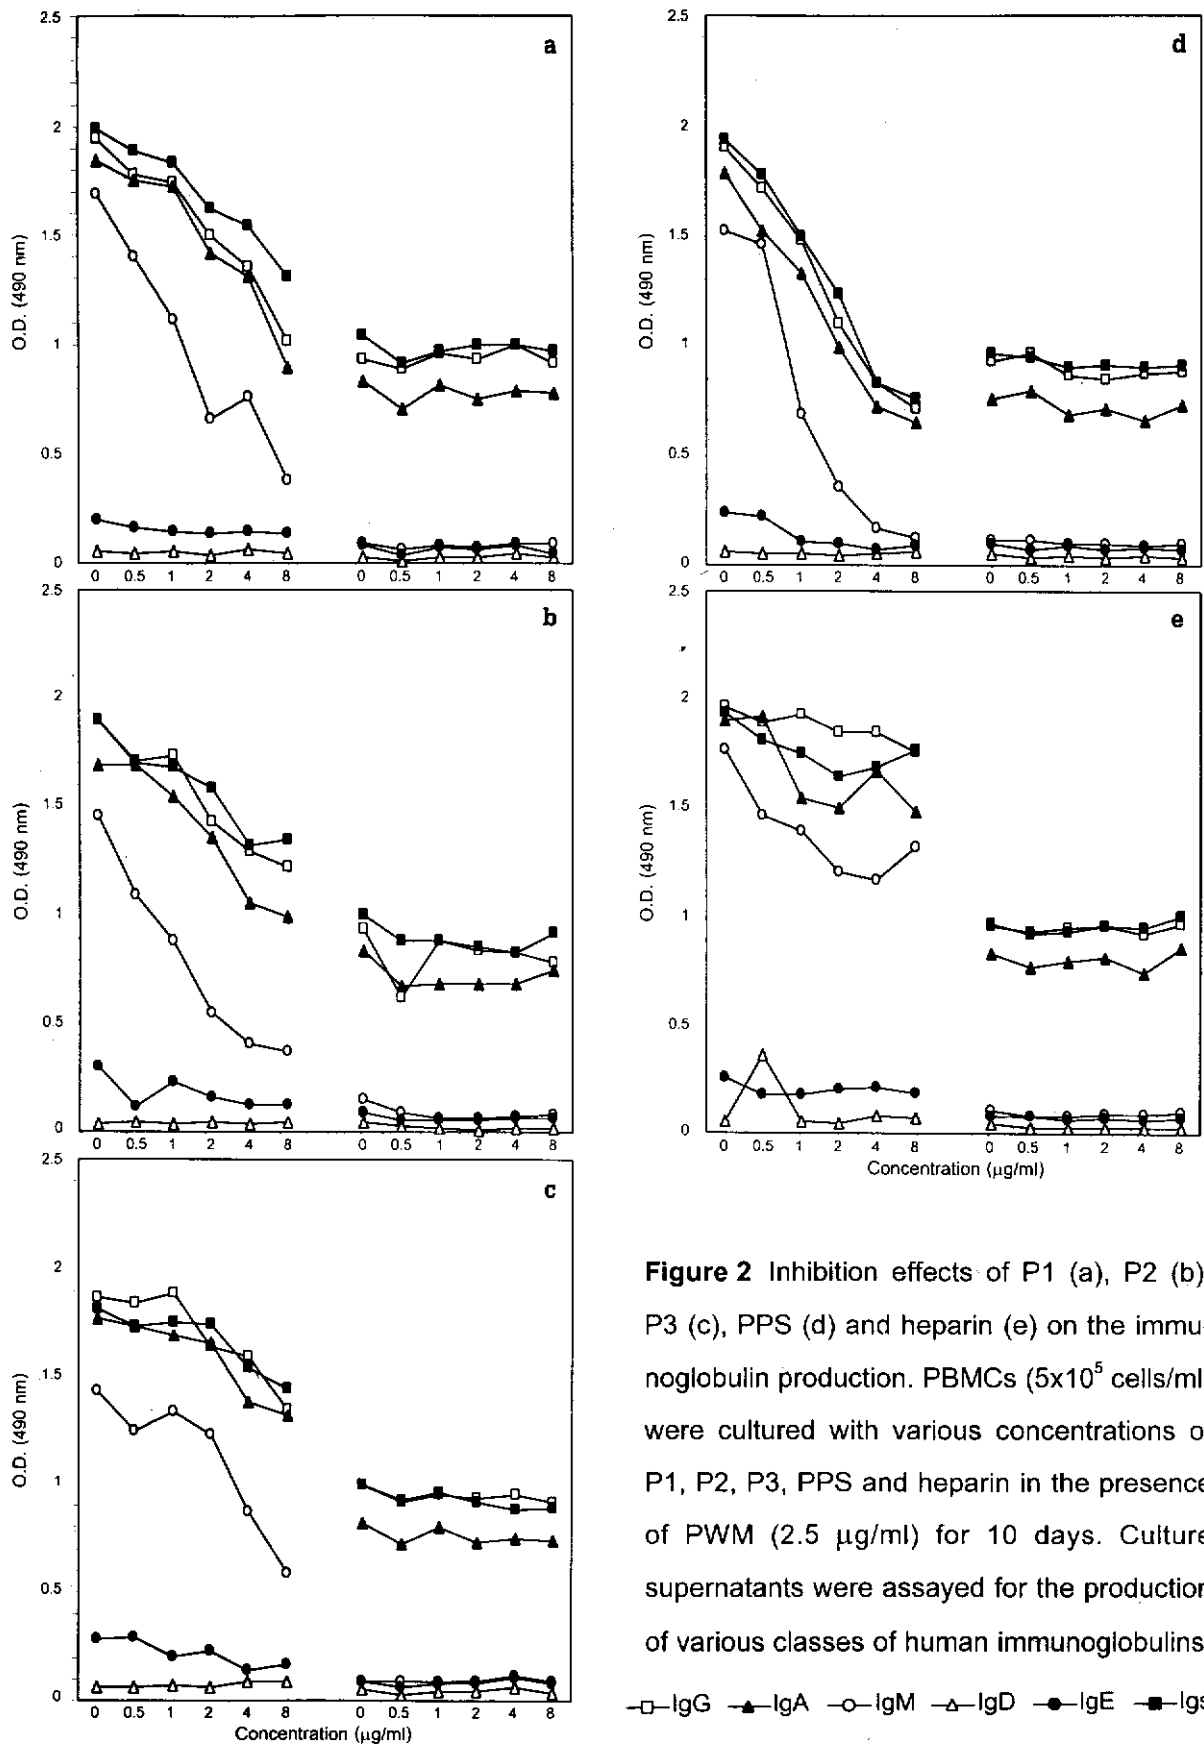 a
2.5
2
1.5
1
0.5
0
O.D. (490 nm)
0 0.5 1 2 4 8 0 0.5 1 2 4 8
b
2.5
2
1.5
1
0.5
0
O.D. (490 nm)
0 0.5 1 2 4 8 0 0.5 1 2 4 8
c
2.5
2
1.5
1
0.5
0
O.D. (490 nm)
0 0.5 1 2 4 8 0 0.5 1 2 4 8
Concentration (µg/ml)
d
2.5
2
1.5
1
0.5
0
O.D. (490 nm)
0 0.5 1 2 4 8 0 0.5 1 2 4 8
e
2.5
2
1.5
1
0.5
0
O.D. (490 nm)
0 0.5 1 2 4 8 0 0.5 1 2 4 8
Concentration (µg/ml)
Figure 2 Inhibition effects of P1 (a), P2 (b)
P3 (c), PPS (d) and heparin (e) on the immu
noglobulin production. PBMCs (5x10⁵ cells/ml
were cultured with various concentrations o
P1, P2, P3, PPS and heparin in the presence
of PWM (2.5 µg/ml) for 10 days. Culture
supernatants were assayed for the production
of various classes of human immunoglobulins
IgG IgA IgM IgD IgE Igs